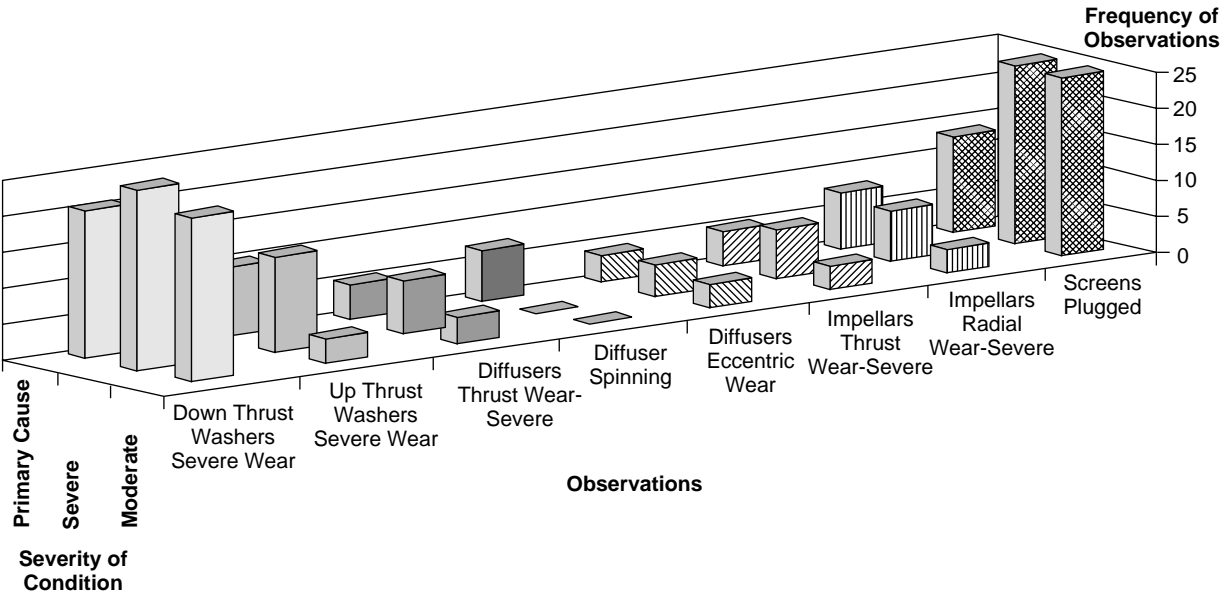 Frequency of
Observations
25
20
15
10
5
0
Screens
Plugged
Impellars
Radial
Wear-Severe
Impellars
Thrust
Wear-Severe
Diffusers
Eccentric
Wear
Diffuser
Spinning
Diffusers
Thrust Wear-
Severe
Up Thrust
Washers
Severe Wear
Down Thrust
Washers
Severe Wear
Primary Cause
Severe
Moderate
Observations
Severity of
Condition